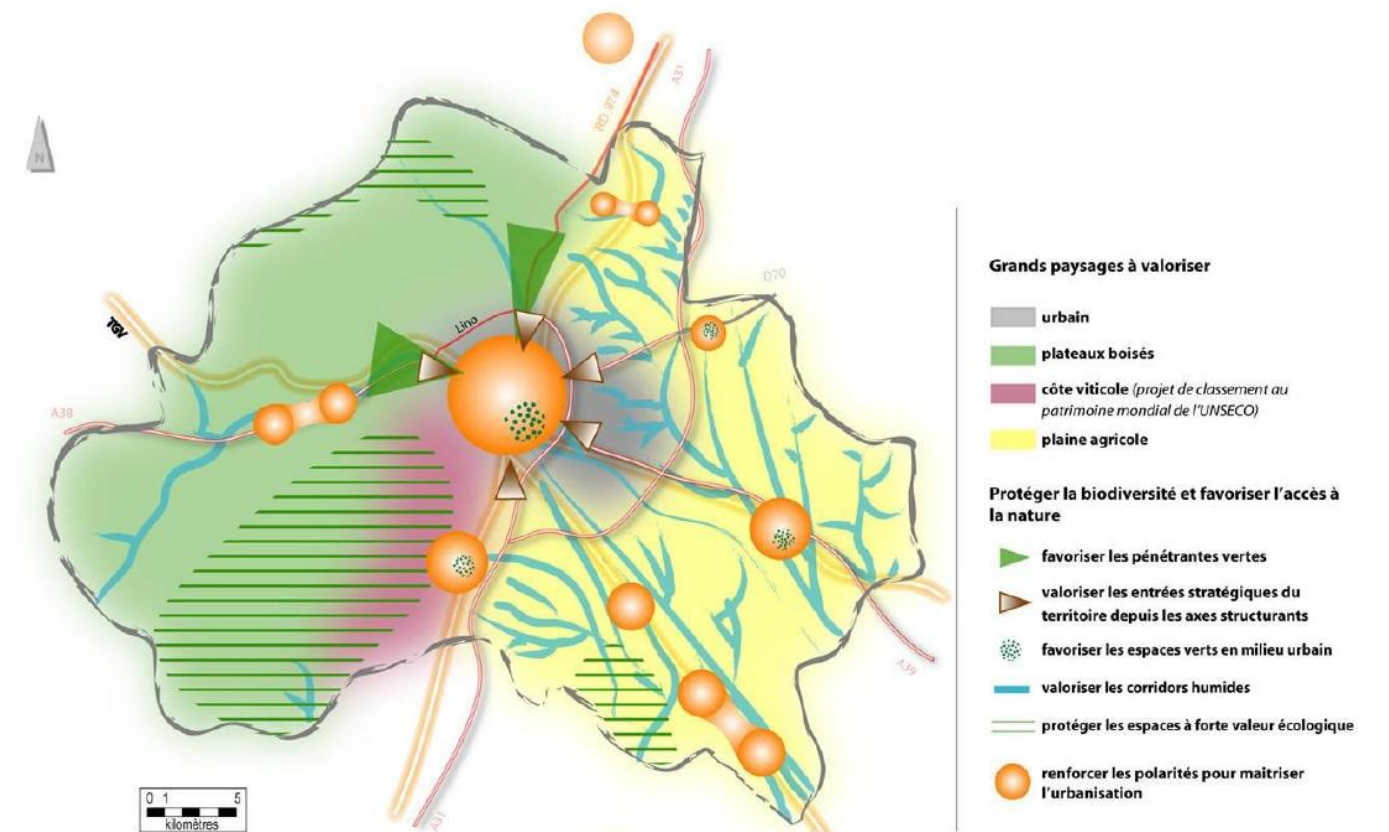 A31
RD 974
N
D70
TGV
Lino
A38
A39
A31
0 1 5
kilomètres
Grands paysages à valoriser
urbain
plateaux boisés
côte viticole (projet de classement au
patrimoine mondial de l'UNSECO)
plaine agricole
Protéger la biodiversité et favoriser l'accès à
la nature
favoriser les pénétrantes vertes
valoriser les entrées stratégiques du
territoire depuis les axes structurants
favoriser les espaces verts en milieu urbain
valoriser les corridors humides
protéger les espaces à forte valeur écologique
renforcer les polarités pour maitriser
l'urbanisation